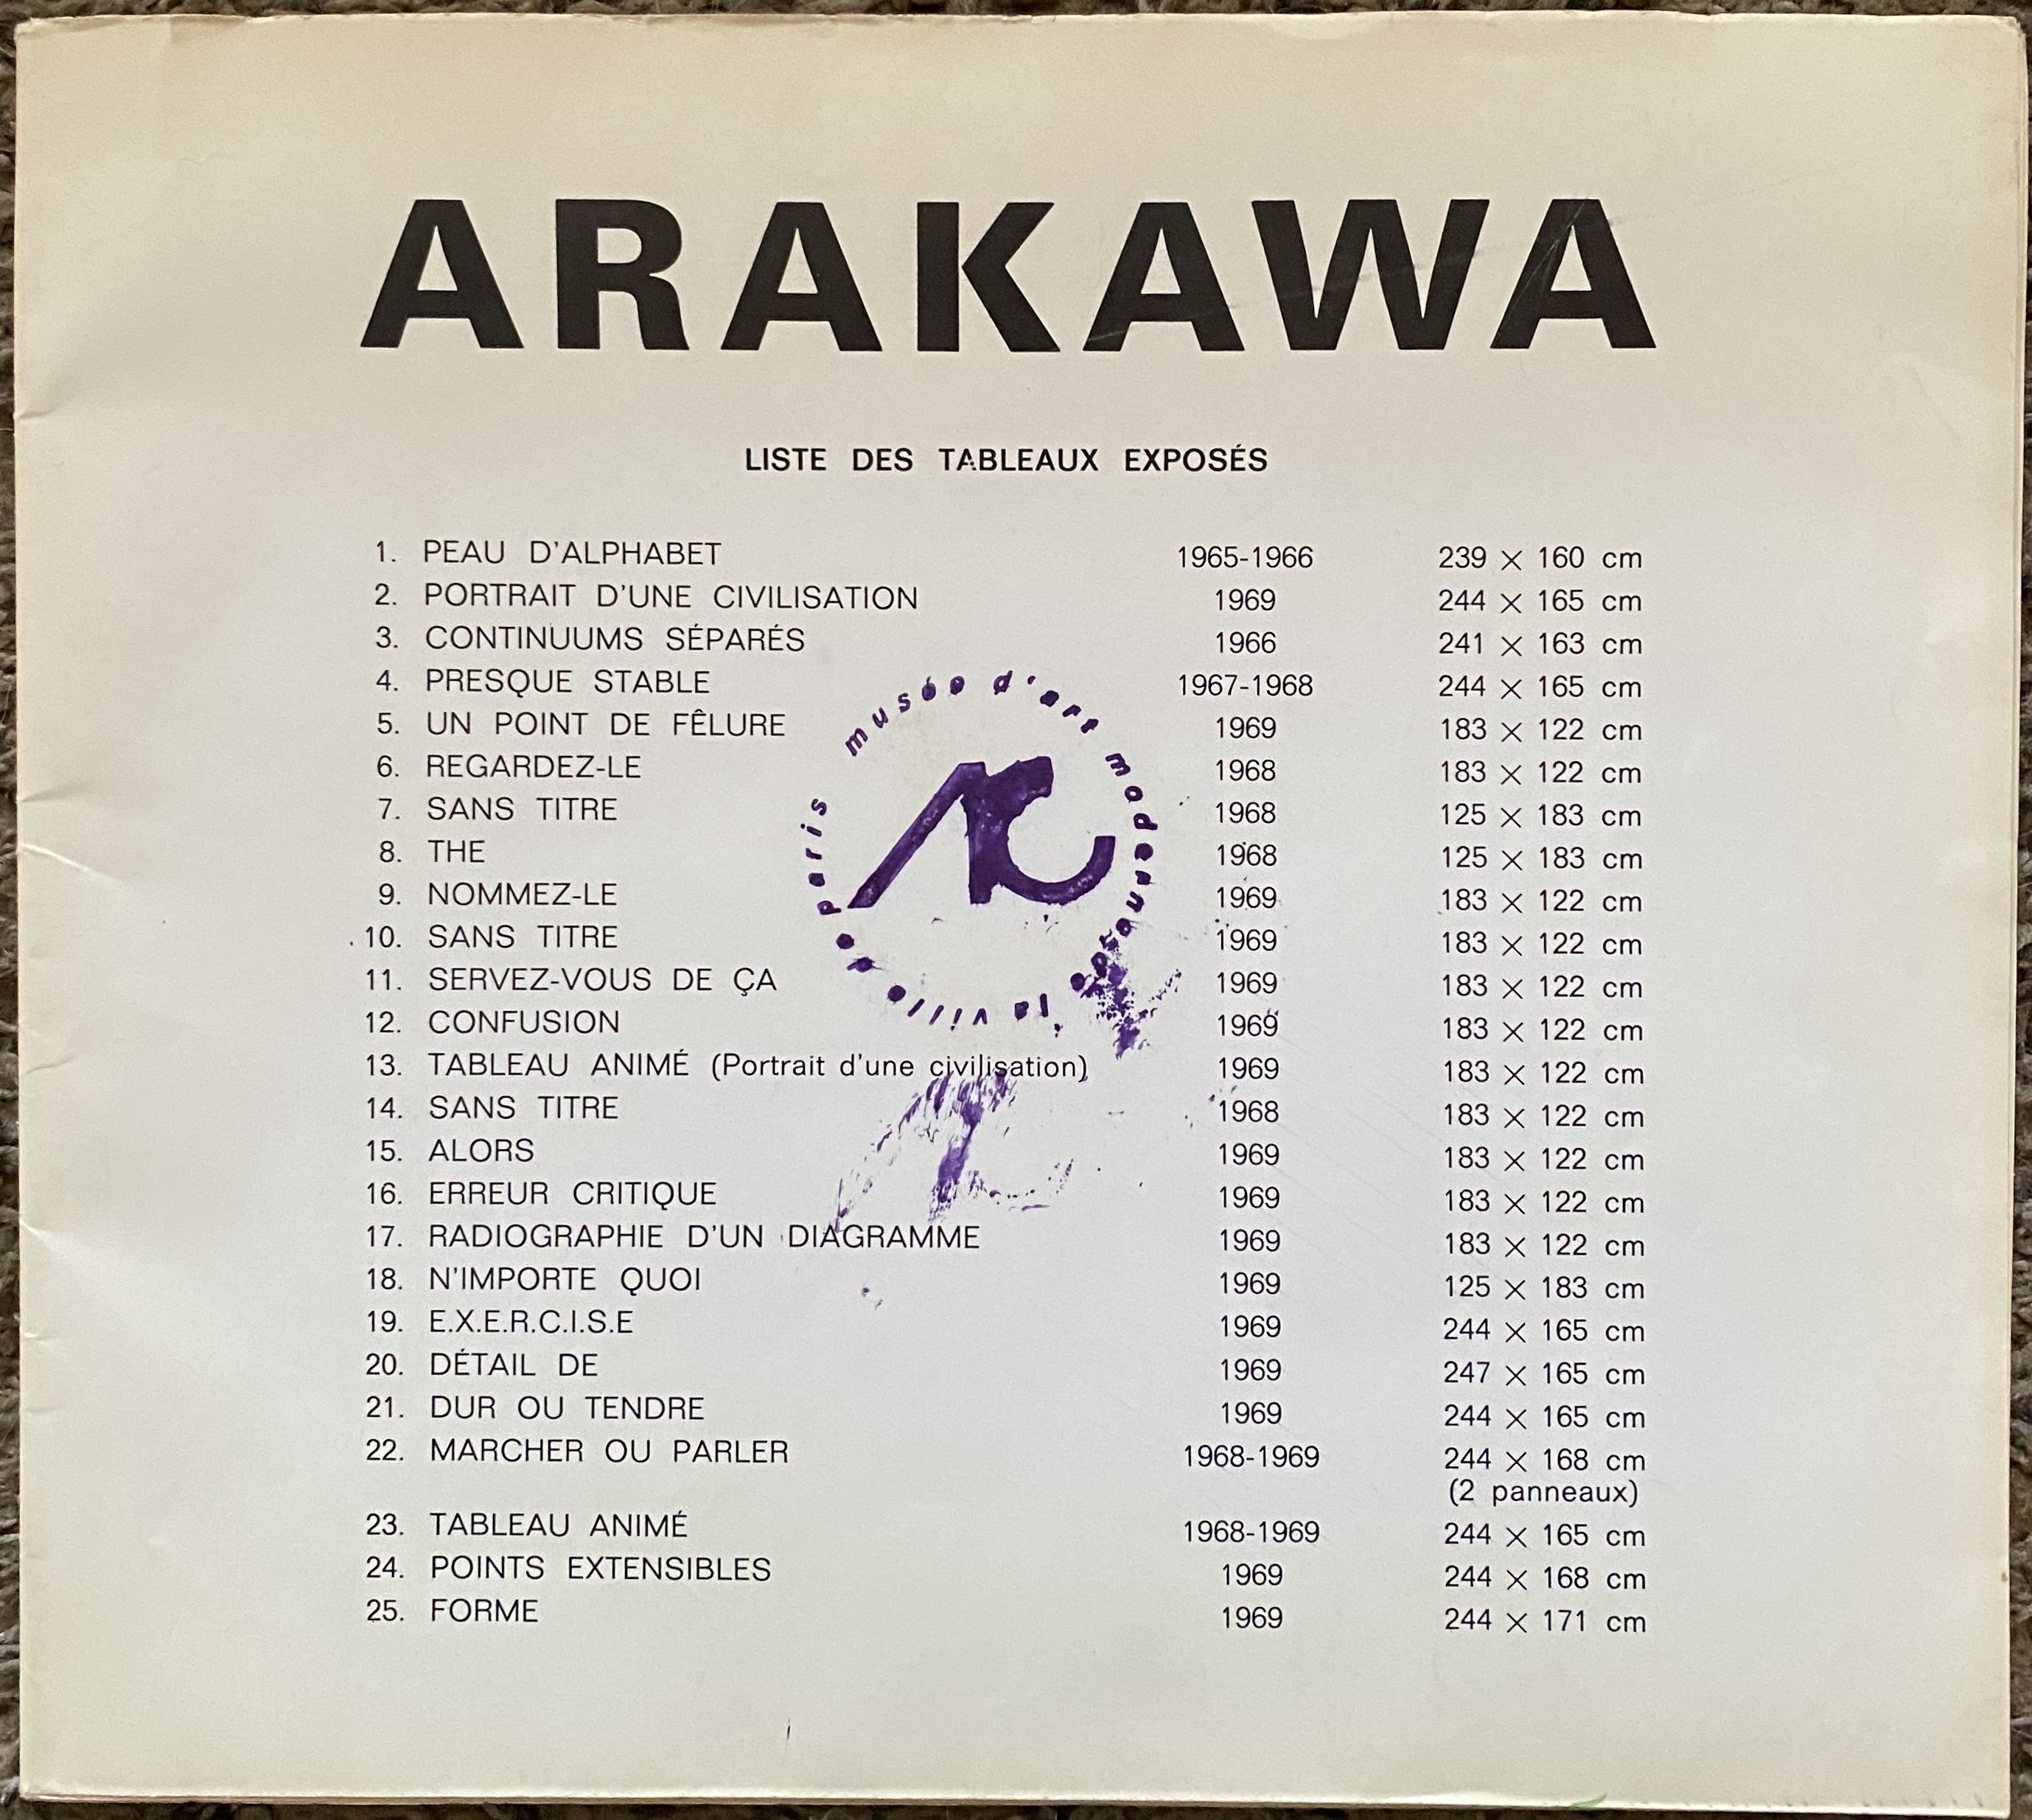 ARAKAWA
LISTE DES TABLEAUX EXPOSÉS
1. PEAU D'ALPHABET 1965-1966 239 × 160 cm
2. PORTRAIT D'UNE CIVILISATION 1969 244 × 165 cm
3. CONTINUUMS SÉPARÉS 1966 241 × 163 cm
4. PRESQUE STABLE 1967-1968 244 × 165 cm
5. UN POINT DE FÊLURE 1969 183 × 122 cm
6. REGARDEZ-LE 1968 183 × 122 cm
7. SANS TITRE 1968 125 × 183 cm
8. THE 1968 125 × 183 cm
9. NOMMEZ-LE 1969 183 × 122 cm
10. SANS TITRE 1969 183 × 122 cm
11. SERVEZ-VOUS DE ÇA 1969 183 × 122 cm
12. CONFUSION 1969 183 × 122 cm
13. TABLEAU ANIMÉ (Portrait d'une civilisation) 1969 183 × 122 cm
14. SANS TITRE 1968 183 × 122 cm
15. ALORS 1969 183 × 122 cm
16. ERREUR CRITIQUE 1969 183 × 122 cm
17. RADIOGRAPHIE D'UN DIAGRAMME 1969 183 × 122 cm
18. N'IMPORTE QUOI 1969 125 × 183 cm
19. E.X.E.R.C.I.S.E 1969 244 × 165 cm
20. DÉTAIL DE 1969 247 × 165 cm
21. DUR OU TENDRE 1969 244 × 165 cm
22. MARCHER OU PARLER 1968-1969 244 × 168 cm
(2 panneaux)
23. TABLEAU ANIMÉ 1968-1969 244 × 165 cm
24. POINTS EXTENSIBLES 1969 244 × 168 cm
25. FORME 1969 244 × 171 cm
musée d'art moderne de la ville de paris